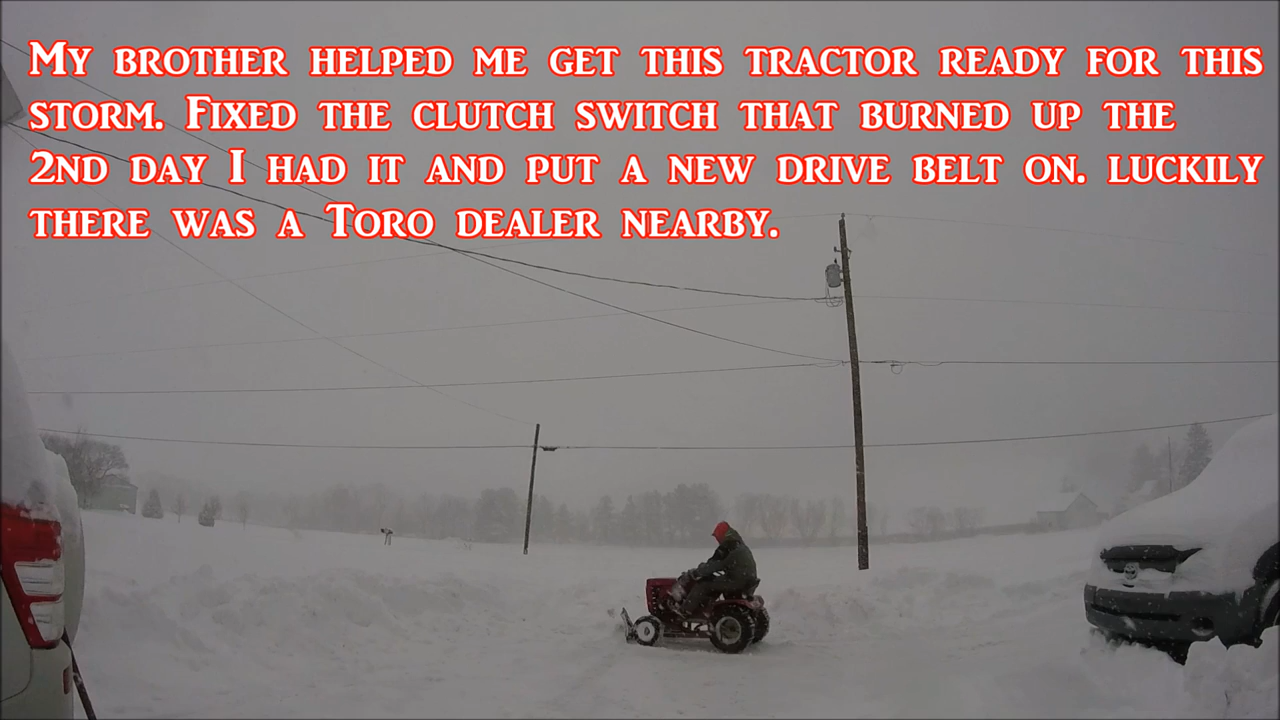 My brother helped me get this tractor ready for this
storm. Fixed the clutch switch that burned up the
2nd day I had it and put a new drive belt on. luckily
there was a Toro dealer nearby.